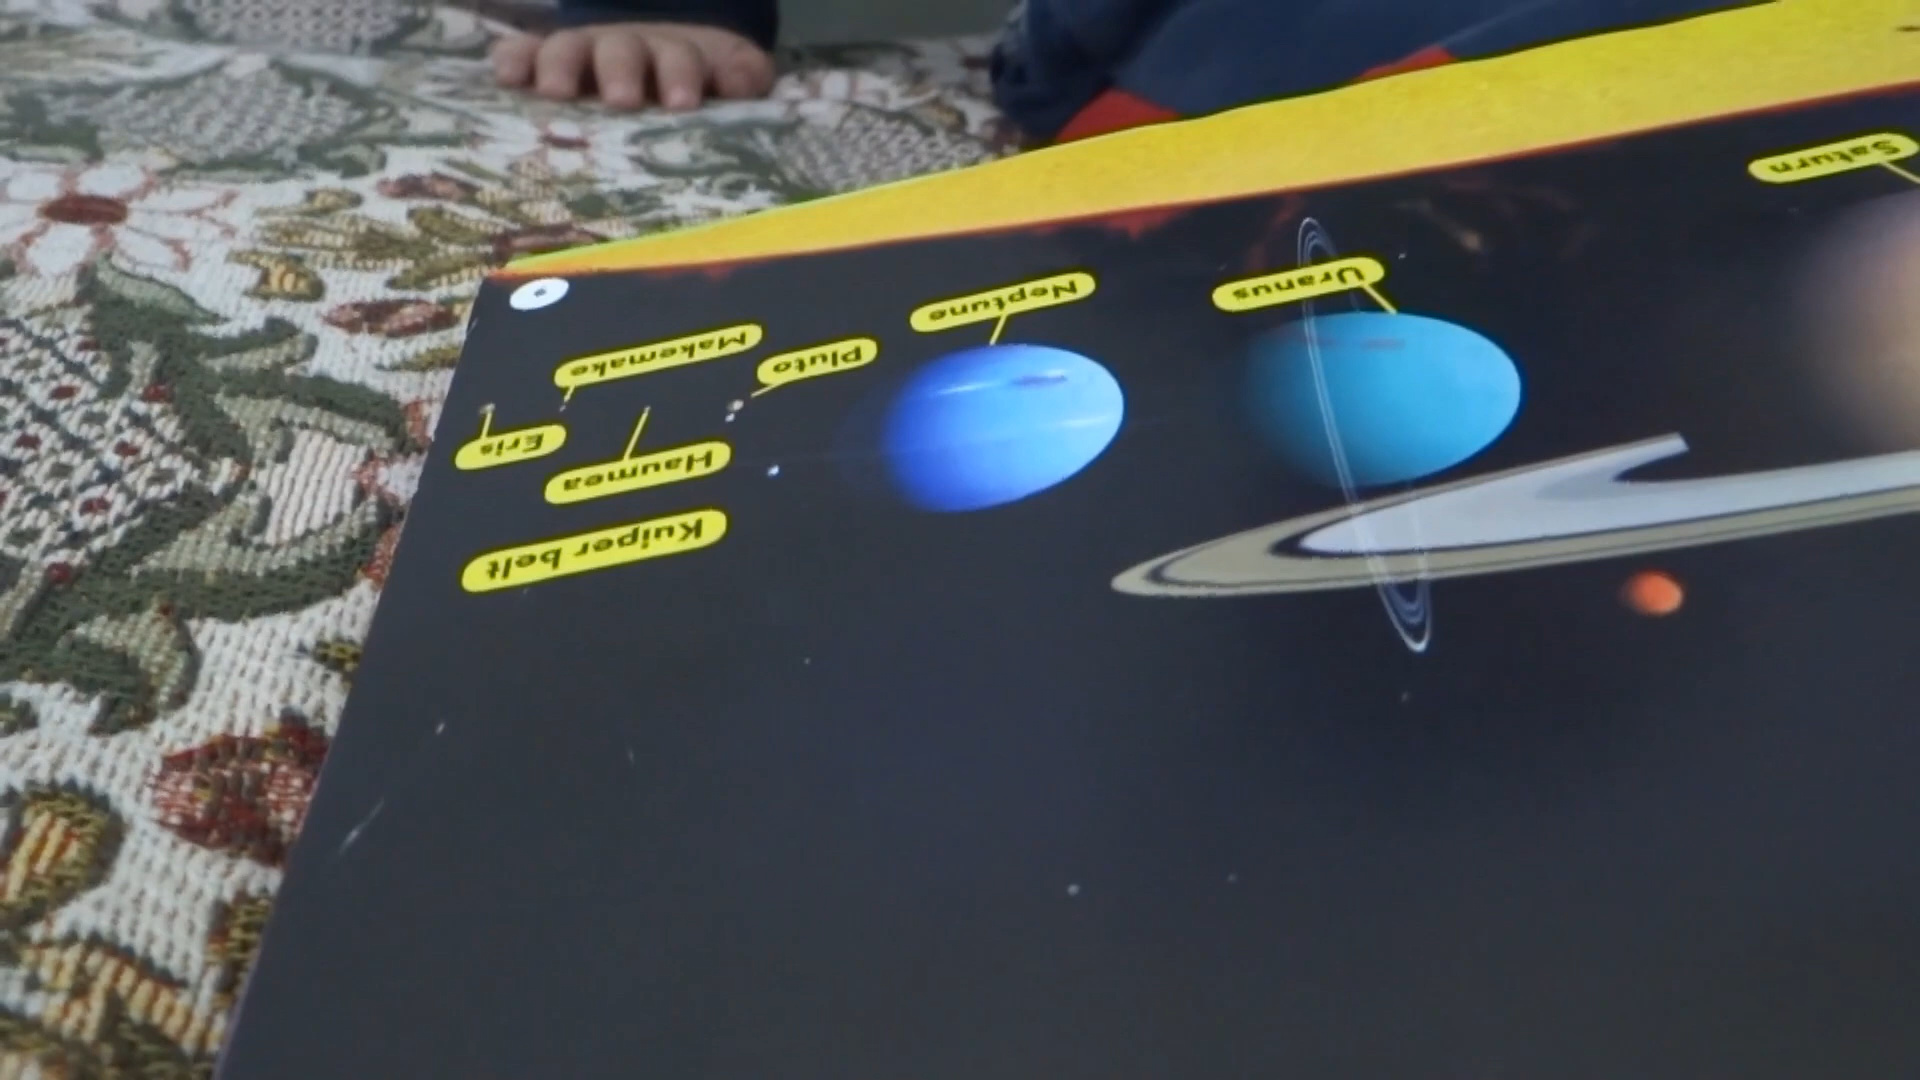 Saturn
Uranus
Neptune
Pluto
Makemake
Haumea
Eris
Kuiper belt